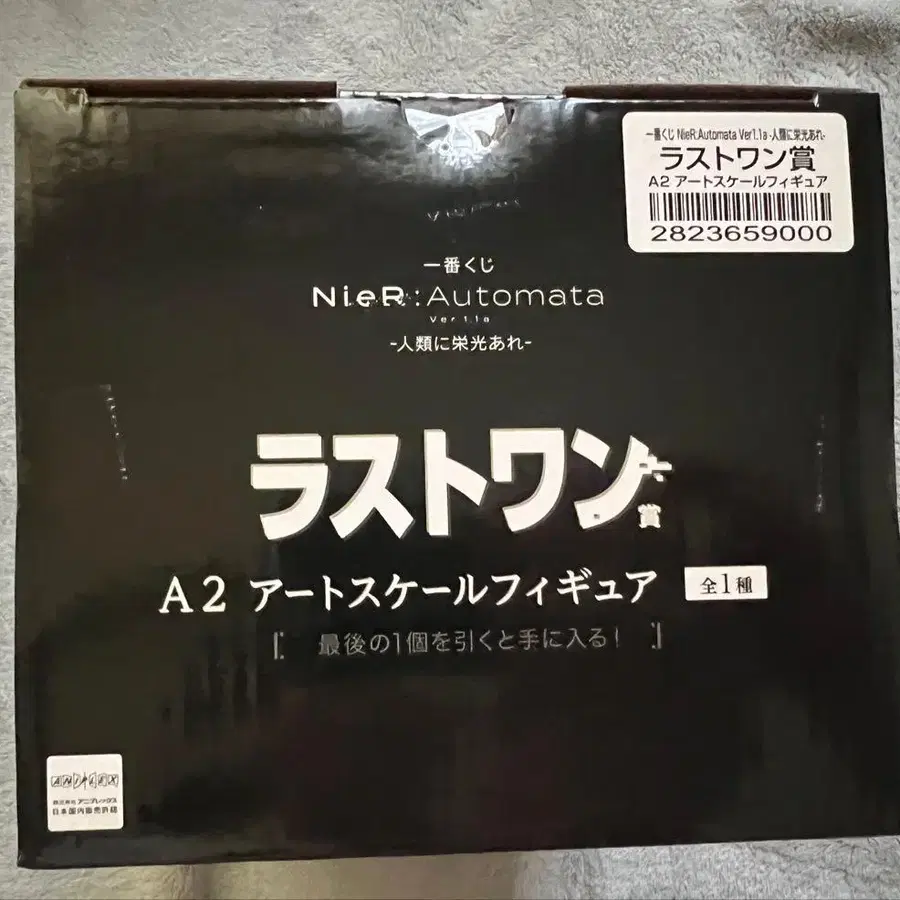 一番くじ NieR:Automata Ver1.1a -人類に栄光あれ-
ラストワン賞
A2 アートスケールフィギュア
2823659000
一番くじ
NieR:Automata
Ver1.1a
-人類に栄光あれ-
ラストワン賞
A2 アートスケールフィギュア 全1種
[: 最後の1個を引くと手に入る! :]
ANIPLEX
株式会社 アニプレックス
日本国内販売許諾